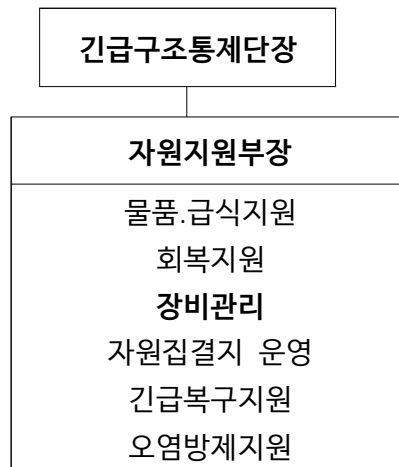 긴급구조통제단장
자원지원부장
물품.급식지원
회복지원
장비관리
자원집결지 운영
긴급복구지원
오염방제지원